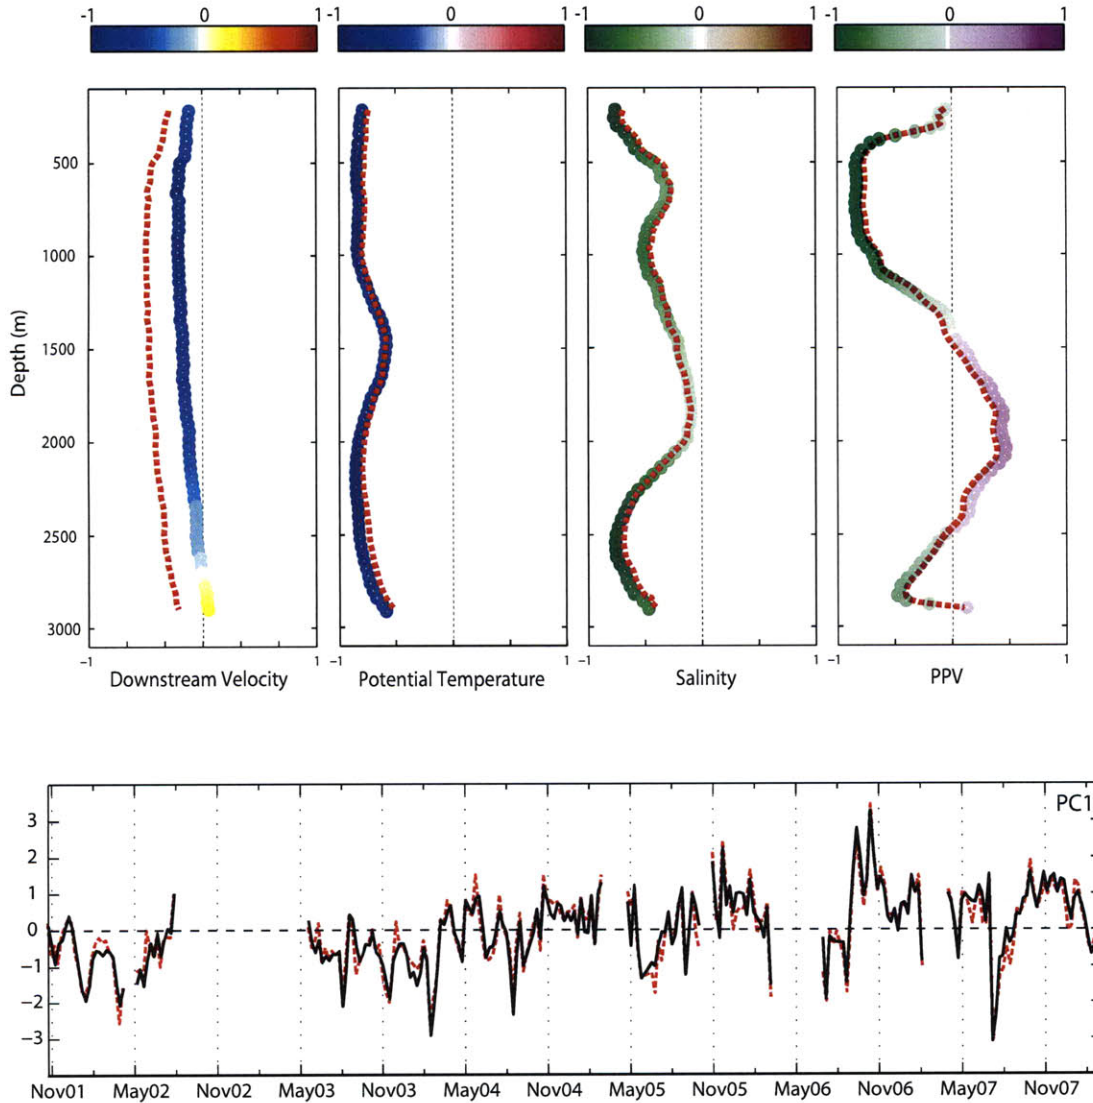 -1 0 1 -1 0 1 -1 0 1 -1 0 1
500
1000
1500
2000
2500
3000
Depth (m)
−1 1 −1 1 −1 1 −1 1
Downstream Velocity Potential Temperature Salinity PPV
PC1
3
2
1
0
−1
−2
−3
Nov01 May02 Nov02 May03 Nov03 May04 Nov04 May05 Nov05 May06 Nov06 May07 Nov07